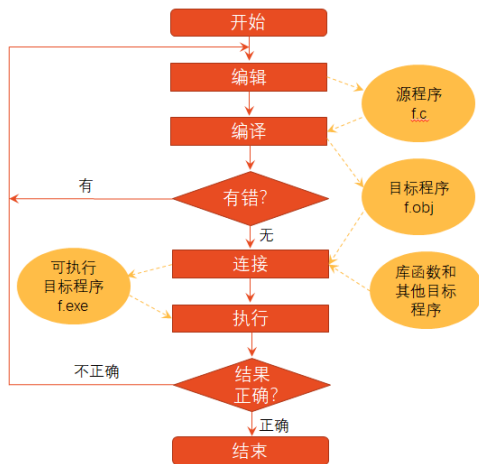 开始
编辑
源程序
f.c
编译
有
有错?
目标程序
f.obj
无
可执行
目标程序
f.exe
连接
库函数和
其他目标
程序
执行
不正确
结果
正确?
正确
结束